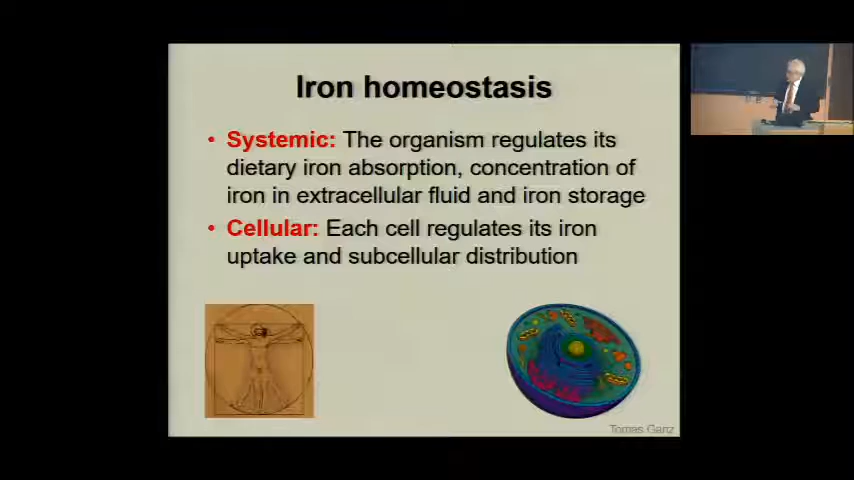 Iron homeostasis
• Systemic: The organism regulates its
dietary iron absorption, concentration of
iron in extracellular fluid and iron storage
• Cellular: Each cell regulates its iron
uptake and subcellular distribution
Tomas Ganz